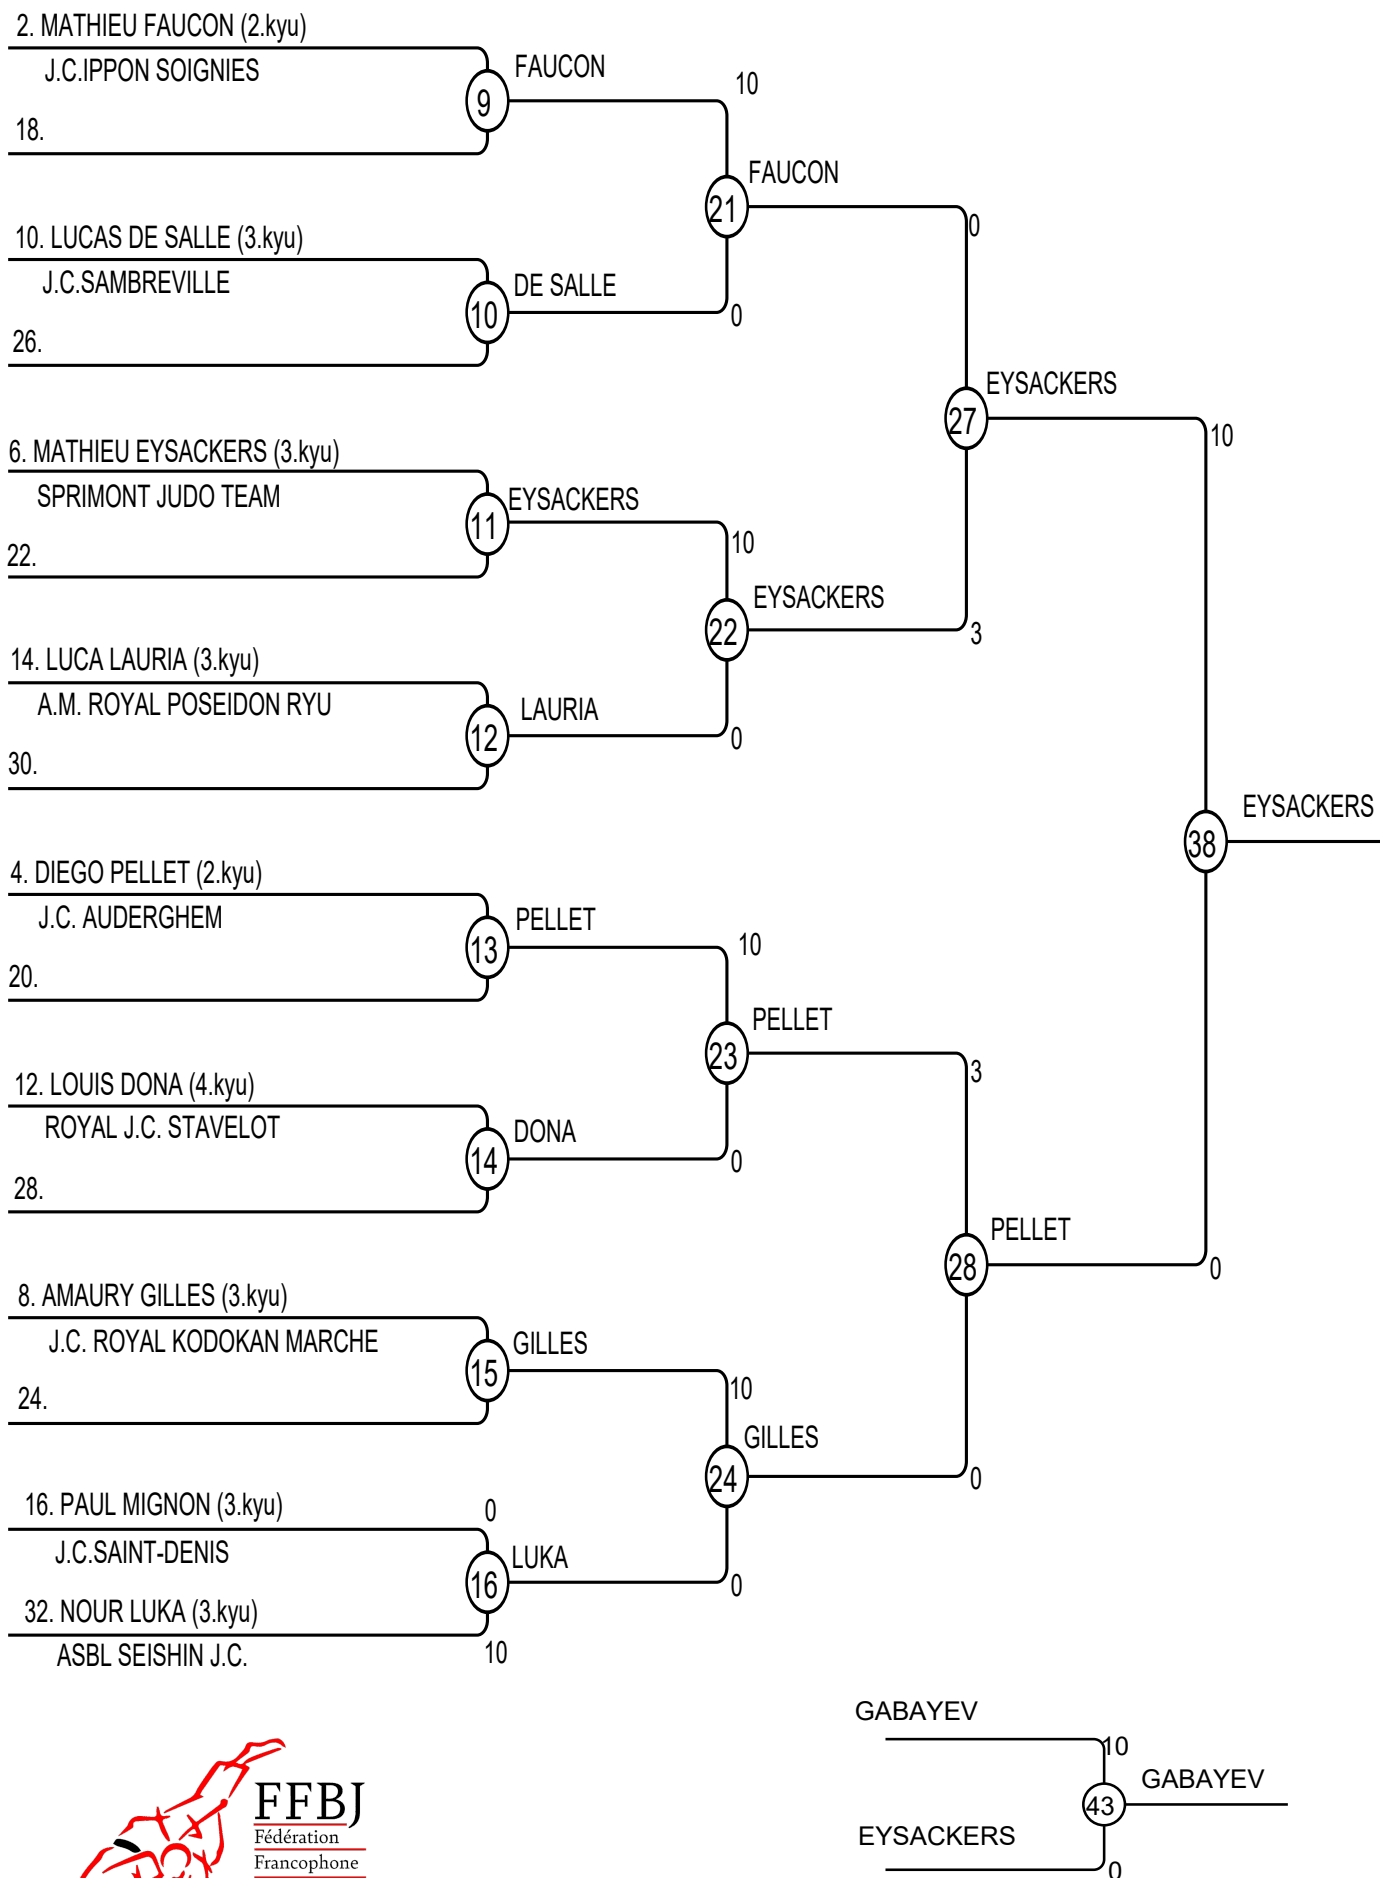 2. MATHIEU FAUCON (2.kyu)
J.C.IPPON SOIGNIES
9
FAUCON
10
18.
FAUCON
21
0
10. LUCAS DE SALLE (3.kyu)
J.C.SAMBREVILLE
10
DE SALLE
0
26.
EYSACKERS
27
10
6. MATHIEU EYSACKERS (3.kyu)
SPRIMONT JUDO TEAM
11
EYSACKERS
10
22.
EYSACKERS
22
3
14. LUCA LAURIA (3.kyu)
A.M. ROYAL POSEIDON RYU
12
LAURIA
0
30.
EYSACKERS
38
4. DIEGO PELLET (2.kyu)
J.C. AUDERGHEM
13
PELLET
10
20.
PELLET
23
3
12. LOUIS DONA (4.kyu)
ROYAL J.C. STAVELOT
14
DONA
0
28.
PELLET
28
0
8. AMAURY GILLES (3.kyu)
J.C. ROYAL KODOKAN MARCHE
15
GILLES
10
24.
GILLES
24
0
16. PAUL MIGNON (3.kyu)
0
J.C.SAINT-DENIS
16
LUKA
0
32. NOUR LUKA (3.kyu)
10
ASBL SEISHIN J.C.
GABAYEV
10
43
GABAYEV
EYSACKERS
0
FFBJ
Fédération
Francophone